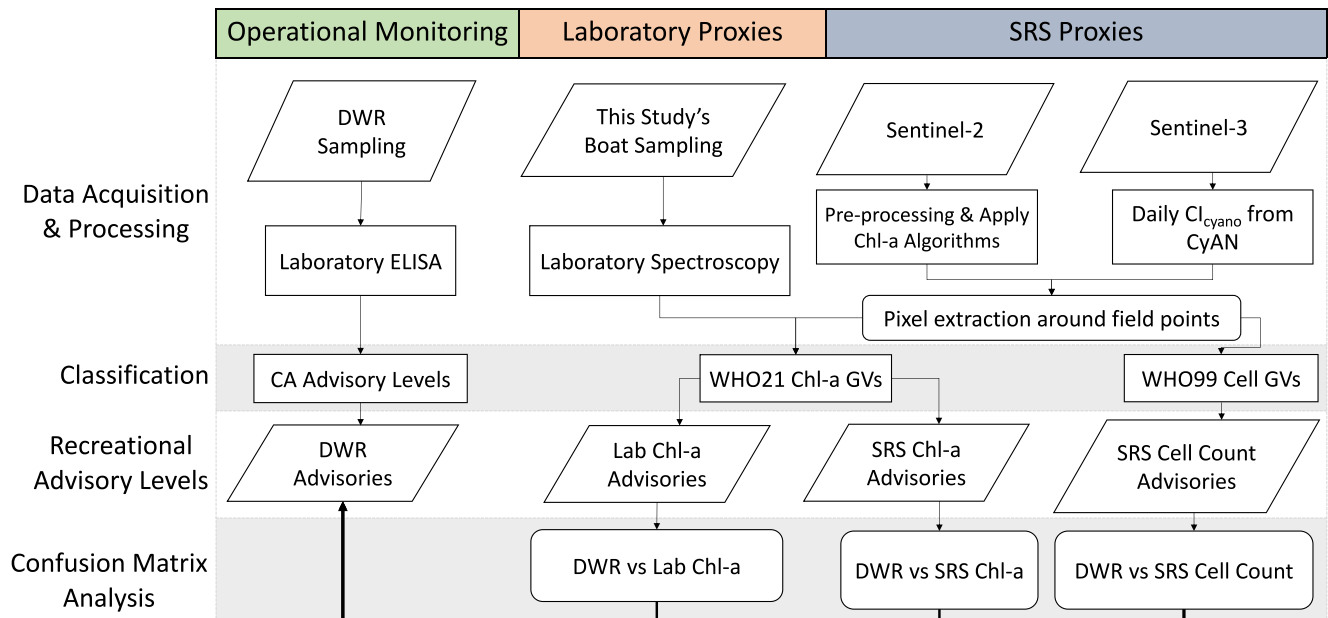 Operational Monitoring
Laboratory Proxies
SRS Proxies
Data Acquisition
& Processing
DWR
Sampling
This Study's
Boat Sampling
Sentinel-2
Sentinel-3
Laboratory ELISA
Laboratory Spectroscopy
Pre-processing & Apply
Chl-a Algorithms
Daily CIcyano from
CyAN
Pixel extraction around field points
Classification
CA Advisory Levels
WHO21 Chl-a GVs
WHO99 Cell GVs
Recreational
Advisory Levels
DWR
Advisories
Lab Chl-a
Advisories
SRS Chl-a
Advisories
SRS Cell Count
Advisories
Confusion Matrix
Analysis
DWR vs Lab Chl-a
DWR vs SRS Chl-a
DWR vs SRS Cell Count